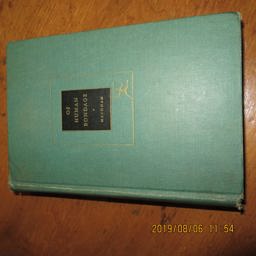 OF
HUMAN
BONDAGE
MAUGHAM
2019/08/06 11 54